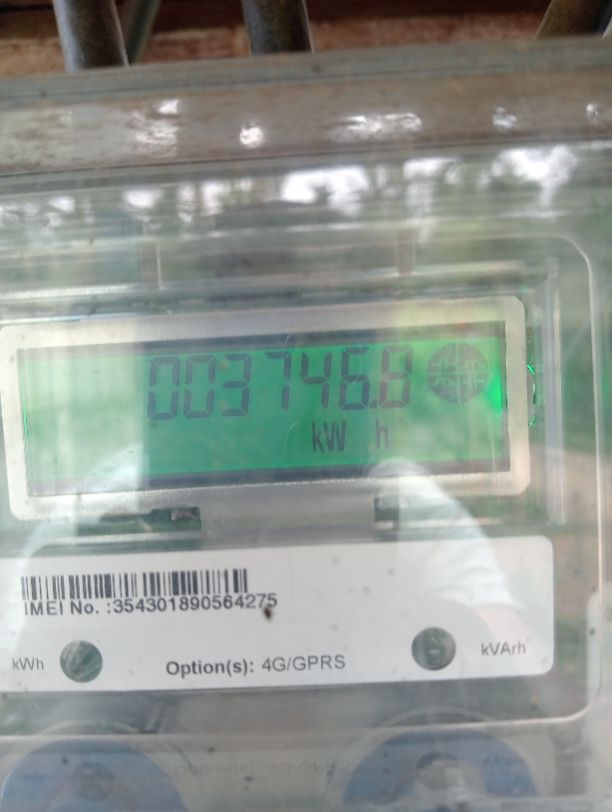 003746.8
kW h
IMEI No. :354301890564275
kWh
Option(s): 4G/GPRS
kVArh